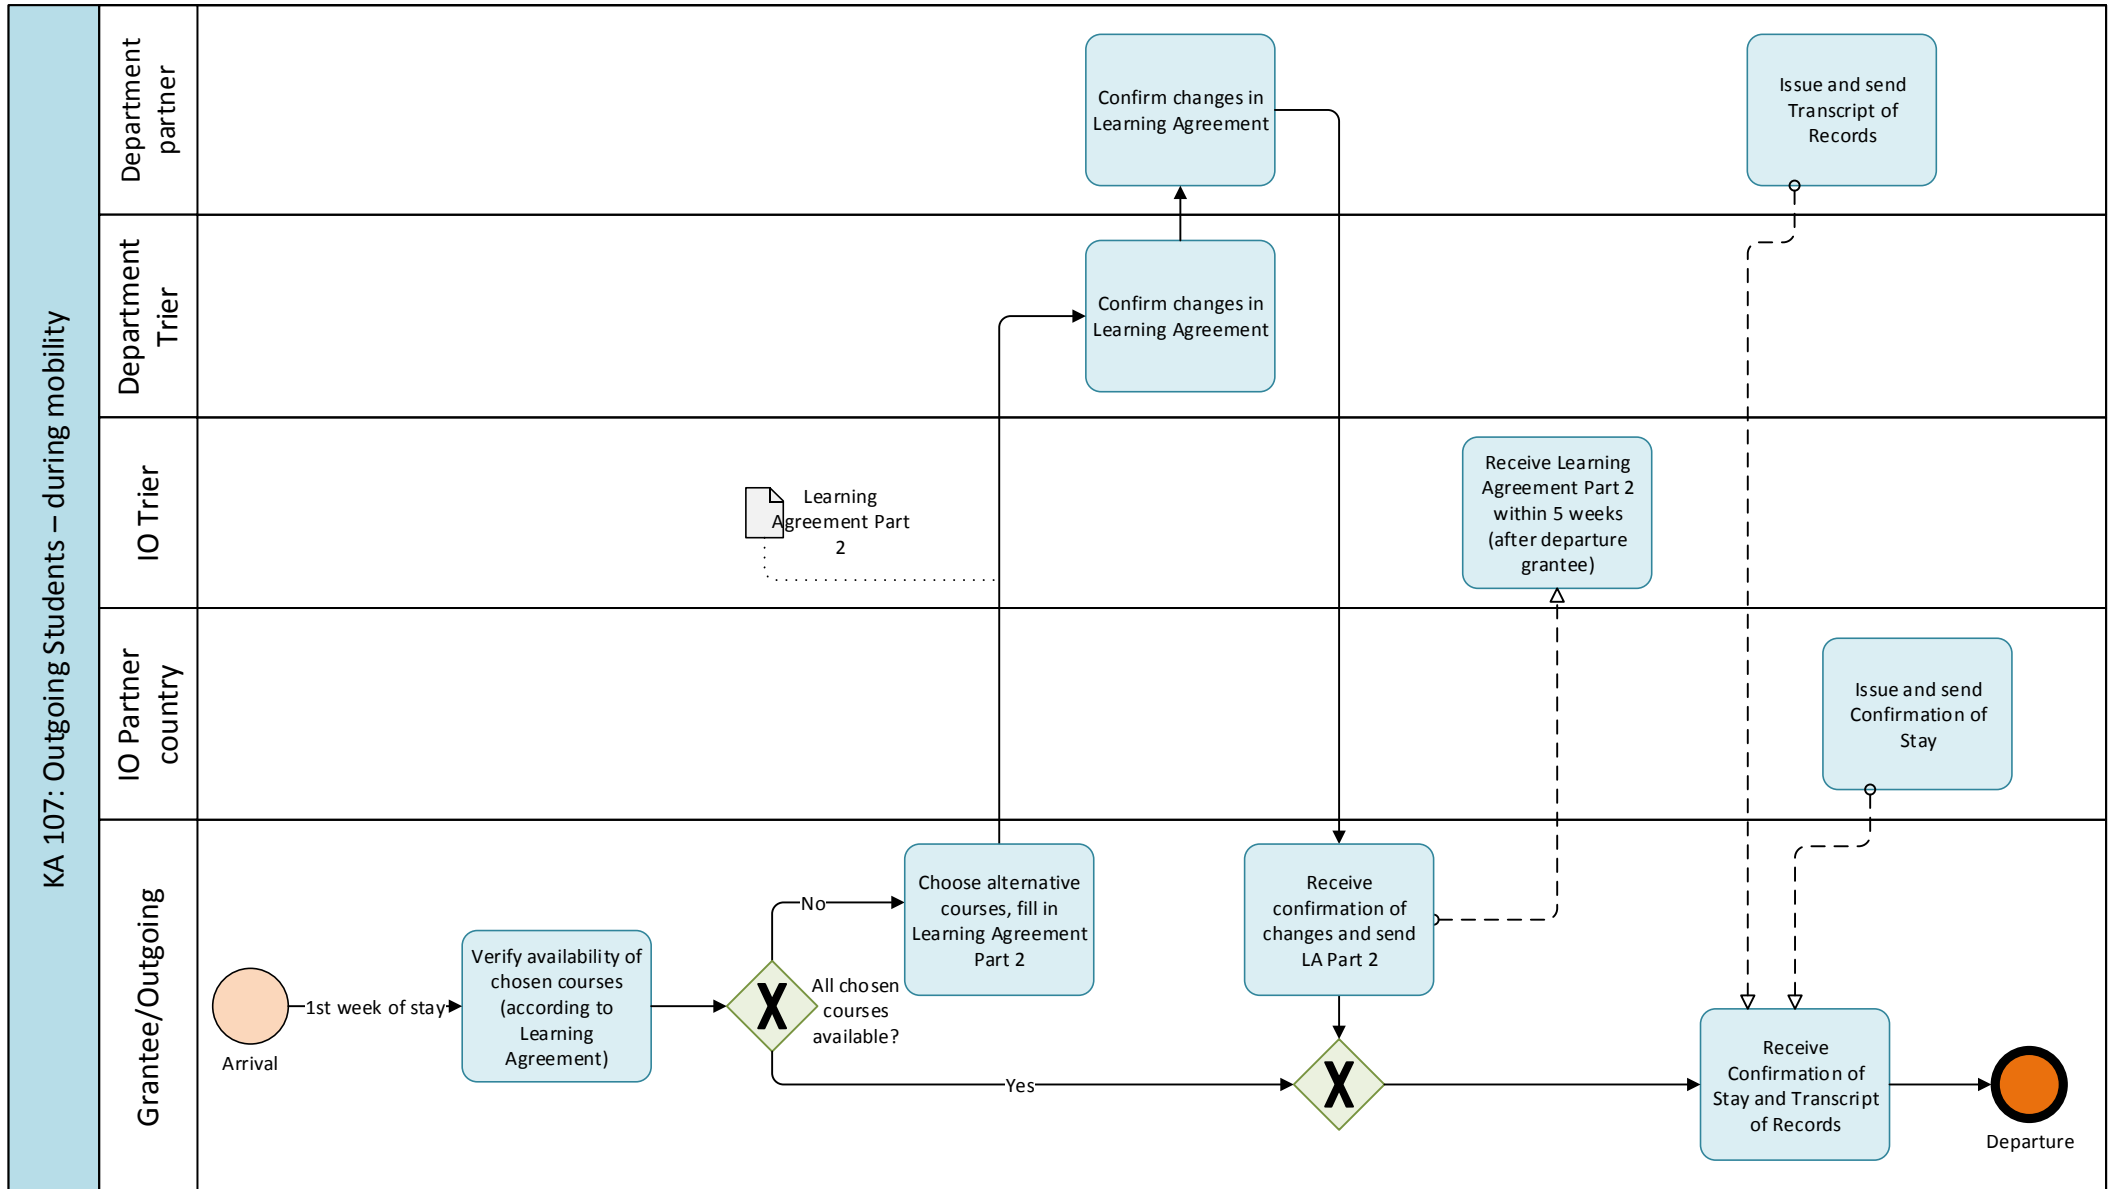 KA 107: Outgoing Students – during mobility
Department
partner
Confirm changes in
Learning Agreement
Issue and send
Transcript of
Records
Department
Trier
Confirm changes in
Learning Agreement
IO Trier
Learning
Agreement Part
2
Receive Learning
Agreement Part 2
within 5 weeks
(after departure
grantee)
IO Partner
country
Issue and send
Confirmation of
Stay
Grantee/Outgoing
Arrival
1st week of stay
Verify availability of
chosen courses
(according to
Learning
Agreement)
X
All chosen
courses
available?
No
Choose alternative
courses, fill in
Learning Agreement
Part 2
Yes
Receive
confirmation of
changes and send
LA Part 2
X
Receive
Confirmation of
Stay and Transcript
of Records
Departure